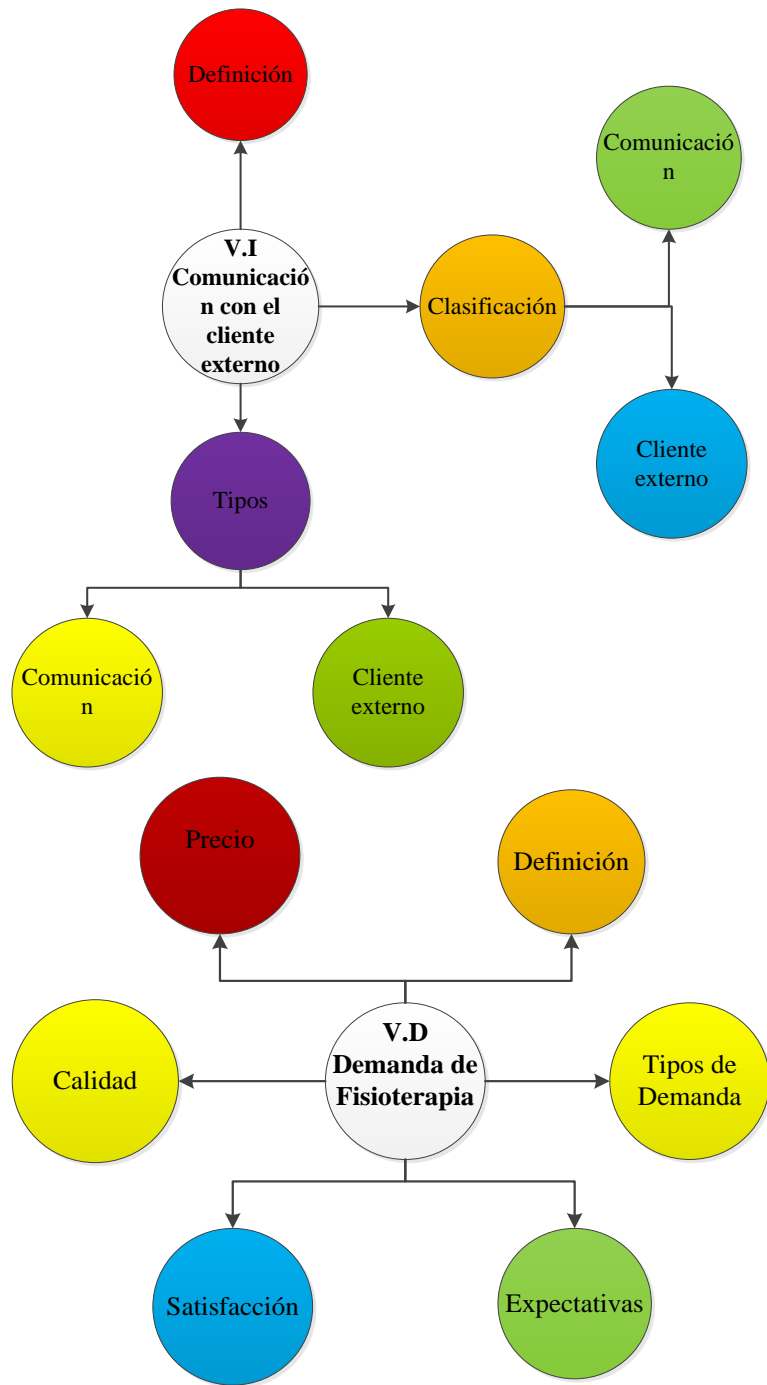 Definición
Comunicació
n
V.I
Comunicació
n con el
cliente
externo
Clasificación
Cliente
externo
Tipos
Comunicació
n
Cliente
externo
Precio
Definición
V.D
Demanda de
Fisioterapia
Calidad
Tipos de
Demanda
Satisfacción
Expectativas